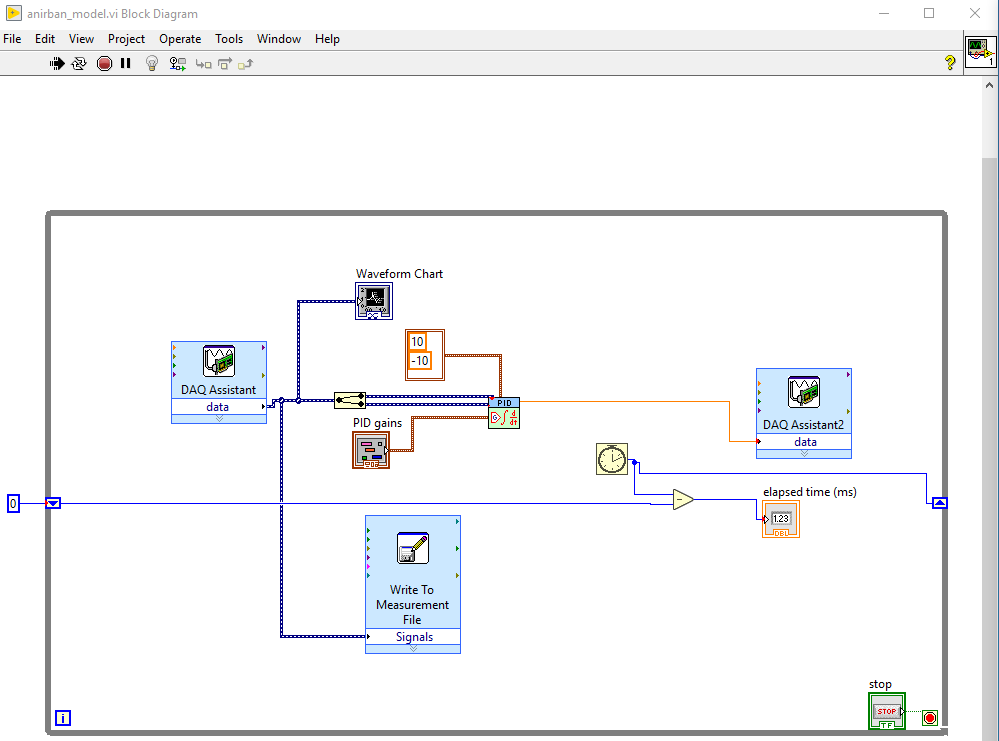 anirban_model.vi Block Diagram
File Edit View Project Operate Tools Window Help
?
1
Waveform Chart
10
-10
DAQ Assistant
data
PID
PID gains
DAQ Assistant2
data
elapsed time (ms)
1.23
DBL
0
Write To
Measurement
File
Signals
stop
STOP
TF
i